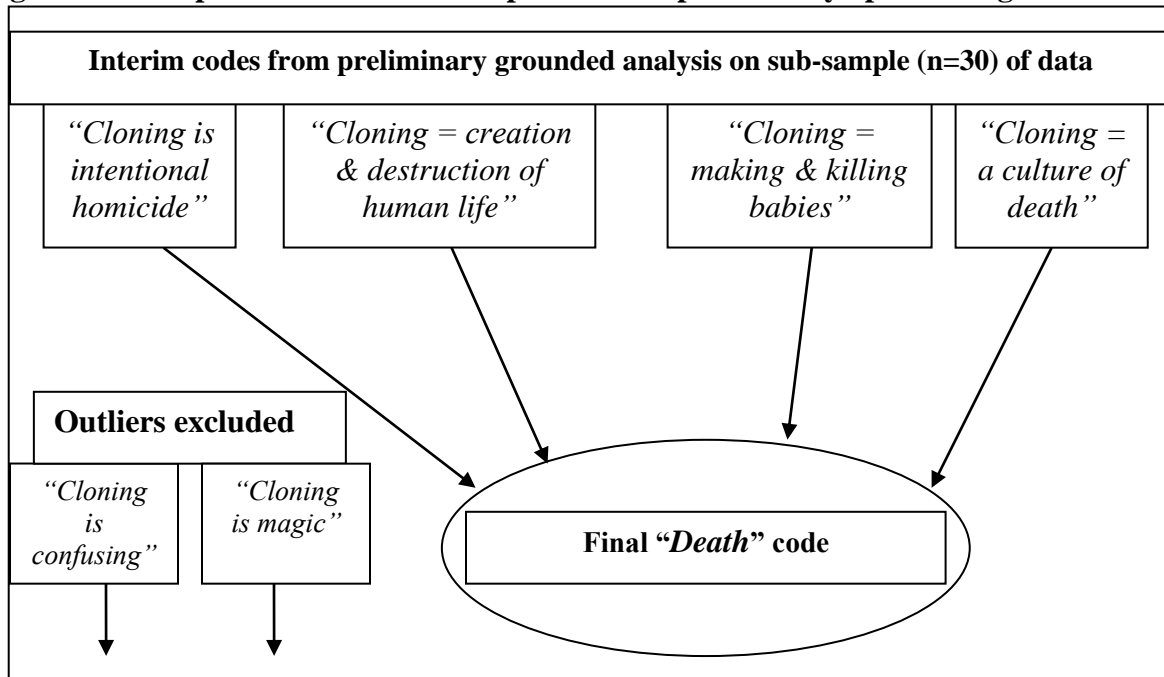 Interim codes from preliminary grounded analysis on sub-sample (n=30) of data
“Cloning is
intentional
homicide”
“Cloning = creation
& destruction of
human life”
“Cloning =
making & killing
babies”
“Cloning =
a culture of
death”
Outliers excluded
“Cloning
is
confusing”
“Cloning
is magic”
Final “Death” code